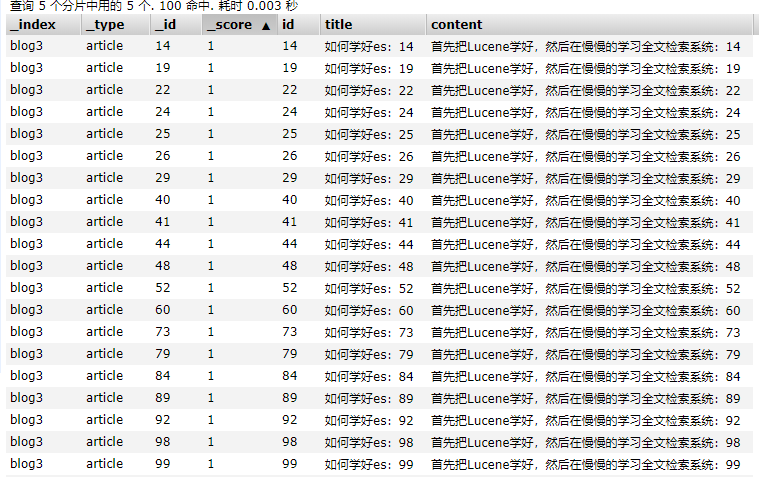 查询 5 个分片中用的 5 个. 100 命中. 耗时 0.003 秒
_index _type _id _score ▲ id title content
blog3 article 14 1 14 如何学好es：14 首先把Lucene学好，然后在慢慢的学习全文检索系统：14
blog3 article 19 1 19 如何学好es：19 首先把Lucene学好，然后在慢慢的学习全文检索系统：19
blog3 article 22 1 22 如何学好es：22 首先把Lucene学好，然后在慢慢的学习全文检索系统：22
blog3 article 24 1 24 如何学好es：24 首先把Lucene学好，然后在慢慢的学习全文检索系统：24
blog3 article 25 1 25 如何学好es：25 首先把Lucene学好，然后在慢慢的学习全文检索系统：25
blog3 article 26 1 26 如何学好es：26 首先把Lucene学好，然后在慢慢的学习全文检索系统：26
blog3 article 29 1 29 如何学好es：29 首先把Lucene学好，然后在慢慢的学习全文检索系统：29
blog3 article 40 1 40 如何学好es：40 首先把Lucene学好，然后在慢慢的学习全文检索系统：40
blog3 article 41 1 41 如何学好es：41 首先把Lucene学好，然后在慢慢的学习全文检索系统：41
blog3 article 44 1 44 如何学好es：44 首先把Lucene学好，然后在慢慢的学习全文检索系统：44
blog3 article 48 1 48 如何学好es：48 首先把Lucene学好，然后在慢慢的学习全文检索系统：48
blog3 article 52 1 52 如何学好es：52 首先把Lucene学好，然后在慢慢的学习全文检索系统：52
blog3 article 60 1 60 如何学好es：60 首先把Lucene学好，然后在慢慢的学习全文检索系统：60
blog3 article 73 1 73 如何学好es：73 首先把Lucene学好，然后在慢慢的学习全文检索系统：73
blog3 article 79 1 79 如何学好es：79 首先把Lucene学好，然后在慢慢的学习全文检索系统：79
blog3 article 84 1 84 如何学好es：84 首先把Lucene学好，然后在慢慢的学习全文检索系统：84
blog3 article 89 1 89 如何学好es：89 首先把Lucene学好，然后在慢慢的学习全文检索系统：89
blog3 article 92 1 92 如何学好es：92 首先把Lucene学好，然后在慢慢的学习全文检索系统：92
blog3 article 98 1 98 如何学好es：98 首先把Lucene学好，然后在慢慢的学习全文检索系统：98
blog3 article 99 1 99 如何学好es：99 首先把Lucene学好，然后在慢慢的学习全文检索系统：99